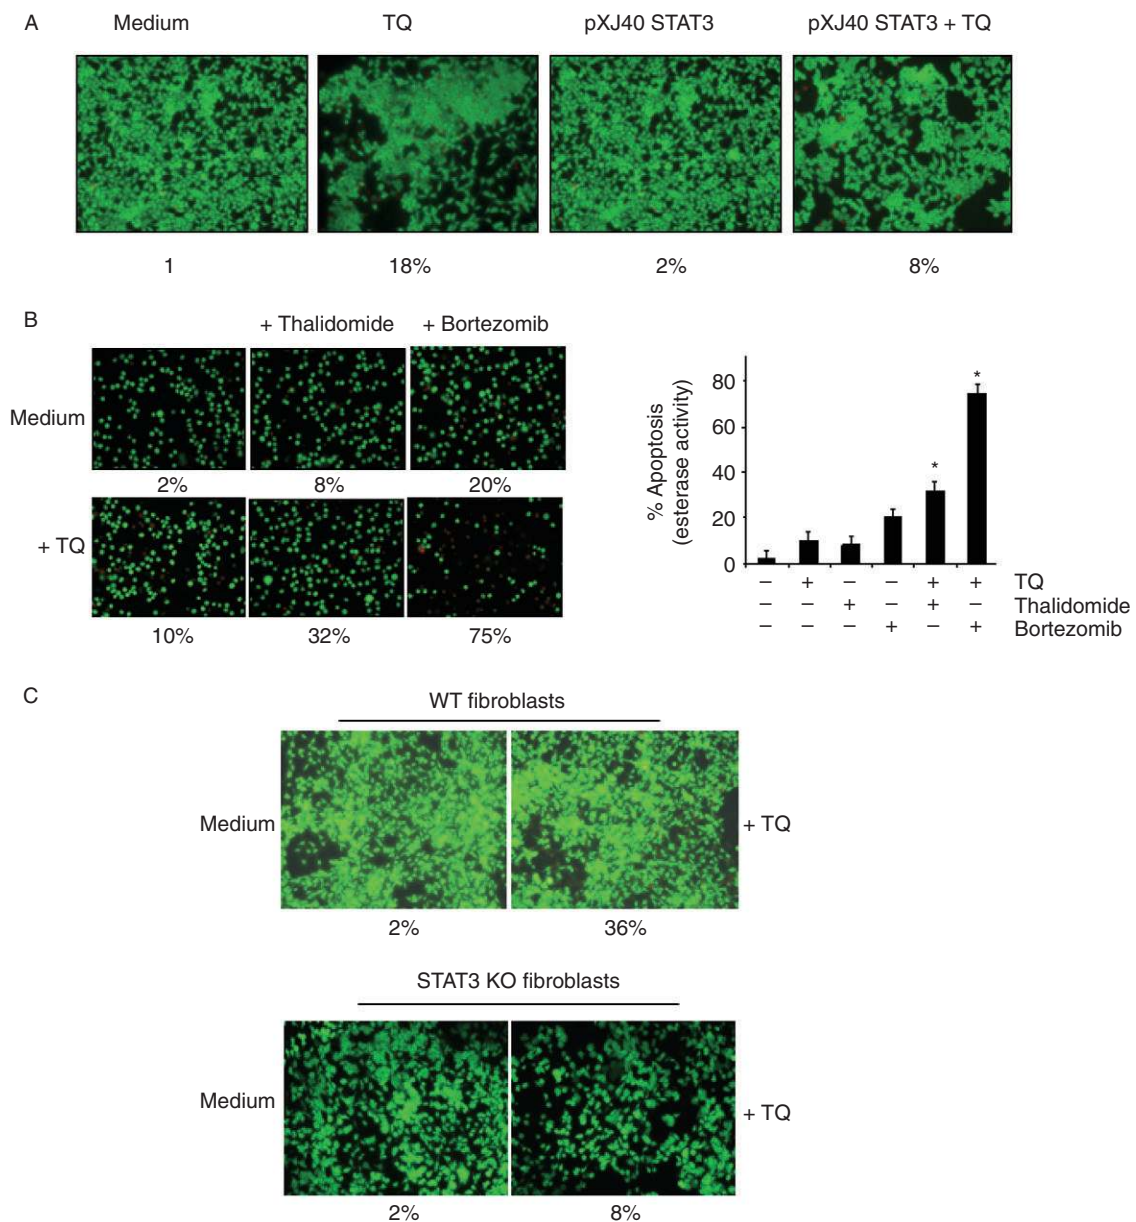 A
Medium TQ pXJ40 STAT3 pXJ40 STAT3 + TQ
1 18% 2% 8%
B
+ Thalidomide + Bortezomib
Medium
2% 8% 20%
+ TQ
10% 32% 75%
% Apoptosis
(esterase activity)
80
60
40
20
0
* *
− + − − + + TQ
− − + − + − Thalidomide
− − − + − + Bortezomib
C
WT fibroblasts
Medium + TQ
2% 36%
STAT3 KO fibroblasts
Medium + TQ
2% 8%